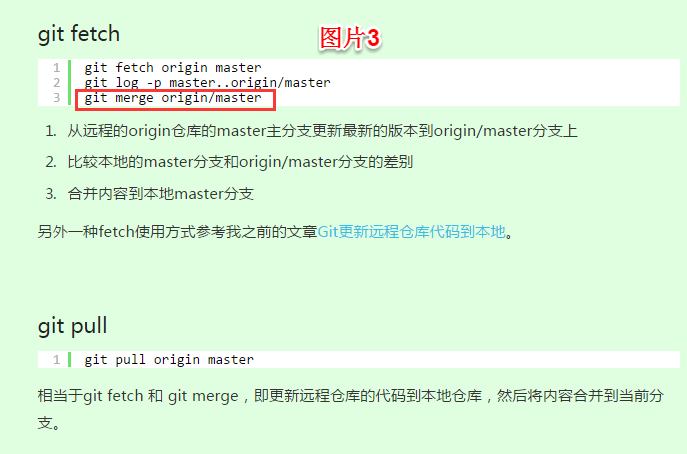 git fetch
图片3
1 git fetch origin master
2 git log -p master..origin/master
3 git merge origin/master
1. 从远程的origin仓库的master主分支更新最新的版本到origin/master分支上
2. 比较本地的master分支和origin/master分支的差别
3. 合并内容到本地master分支
另外一种fetch使用方式参考我之前的文章Git更新远程仓库代码到本地。
git pull
1 git pull origin master
相当于git fetch 和 git merge，即更新远程仓库的代码到本地仓库，然后将内容合并到当前分
支。